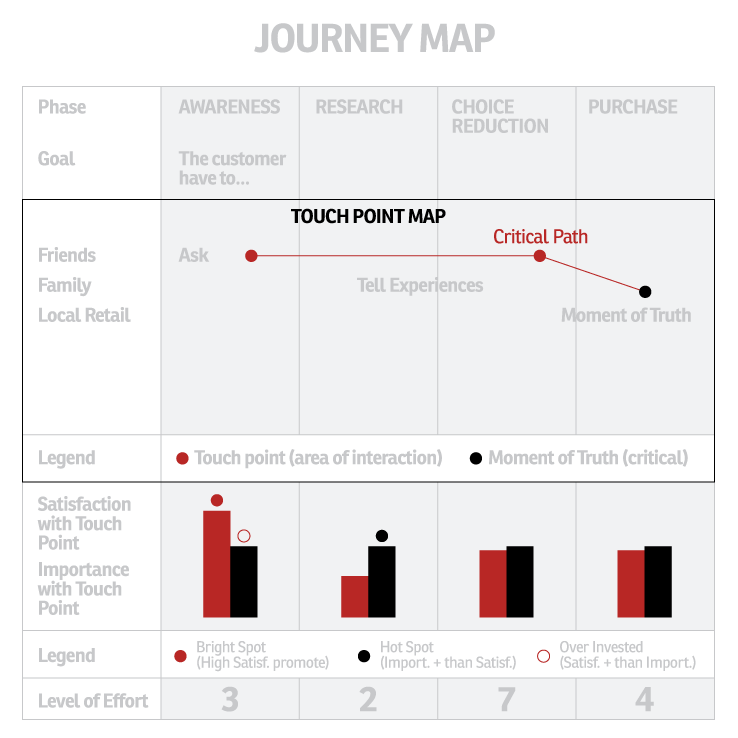 JOURNEY MAP
Phase
AWARENESS
RESEARCH
CHOICE
REDUCTION
PURCHASE
Goal
The customer
have to...
TOUCH POINT MAP
Critical Path
Friends
Ask
Family
Tell Experiences
Local Retail
Moment of Truth
Legend
Touch point (area of interaction)
Moment of Truth (critical)
Satisfaction
with Touch
Point
Importance
with Touch
Point
Legend
Bright Spot
(High Satisf. promote)
Hot Spot
(Import. + than Satisf.)
Over Invested
(Satisf. + than Import.)
Level of Effort
3
2
7
4